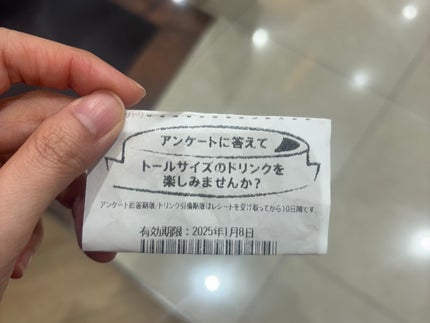 アンケートに答えて
トールサイズのドリンクを
楽しみませんか?
アンケート回答期限/ドリンク引換期限はレシートを受け取ってから10日間です。
有効期限:2025年1月8日